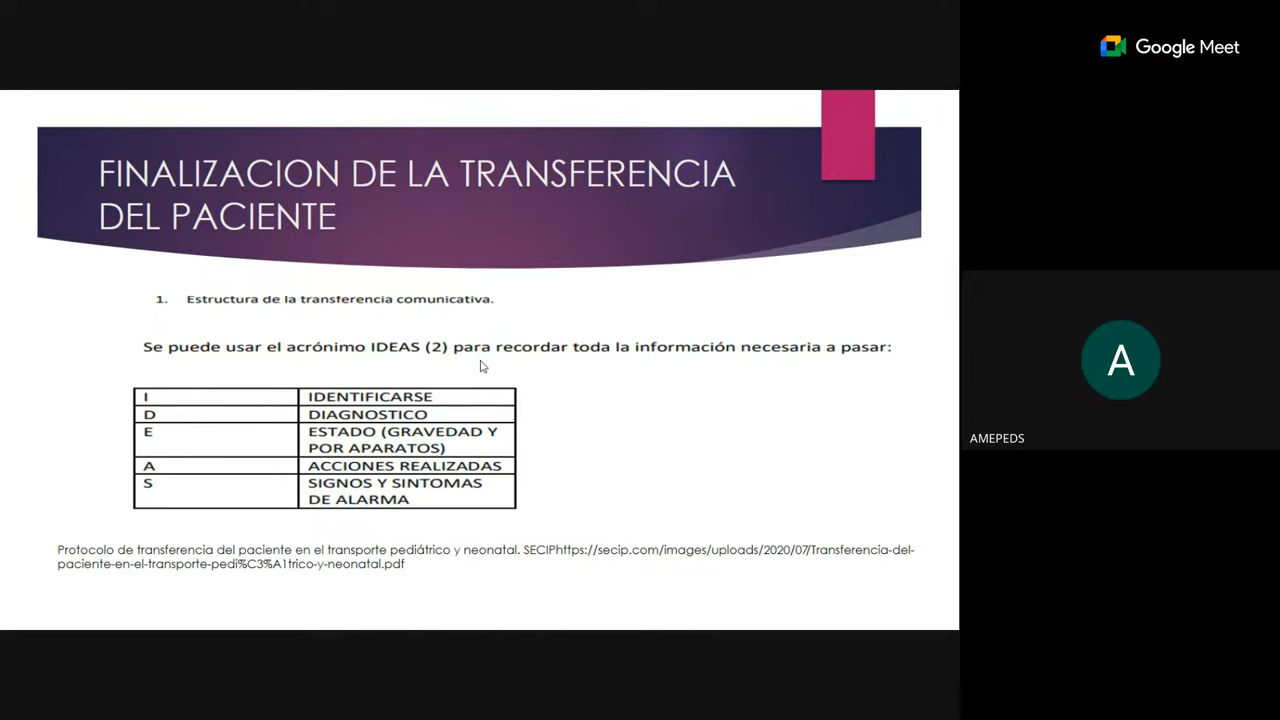 Google Meet
FINALIZACION DE LA TRANSFERENCIA
DEL PACIENTE
1. Estructura de la transferencia comunicativa.
Se puede usar el acrónimo IDEAS (2) para recordar toda la información necesaria a pasar:
I IDENTIFICARSE
D DIAGNOSTICO
E ESTADO (GRAVEDAD Y
POR APARATOS)
A ACCIONES REALIZADAS
S SIGNOS Y SINTOMAS
DE ALARMA
Protocolo de transferencia del paciente en el transporte pediátrico y neonatal. SECIPhttps://secip.com/images/uploads/2020/07/Transferencia-del-
paciente-en-el-transporte-pedi%C3%A1trico-y-neonatal.pdf
A
AMEPEDS